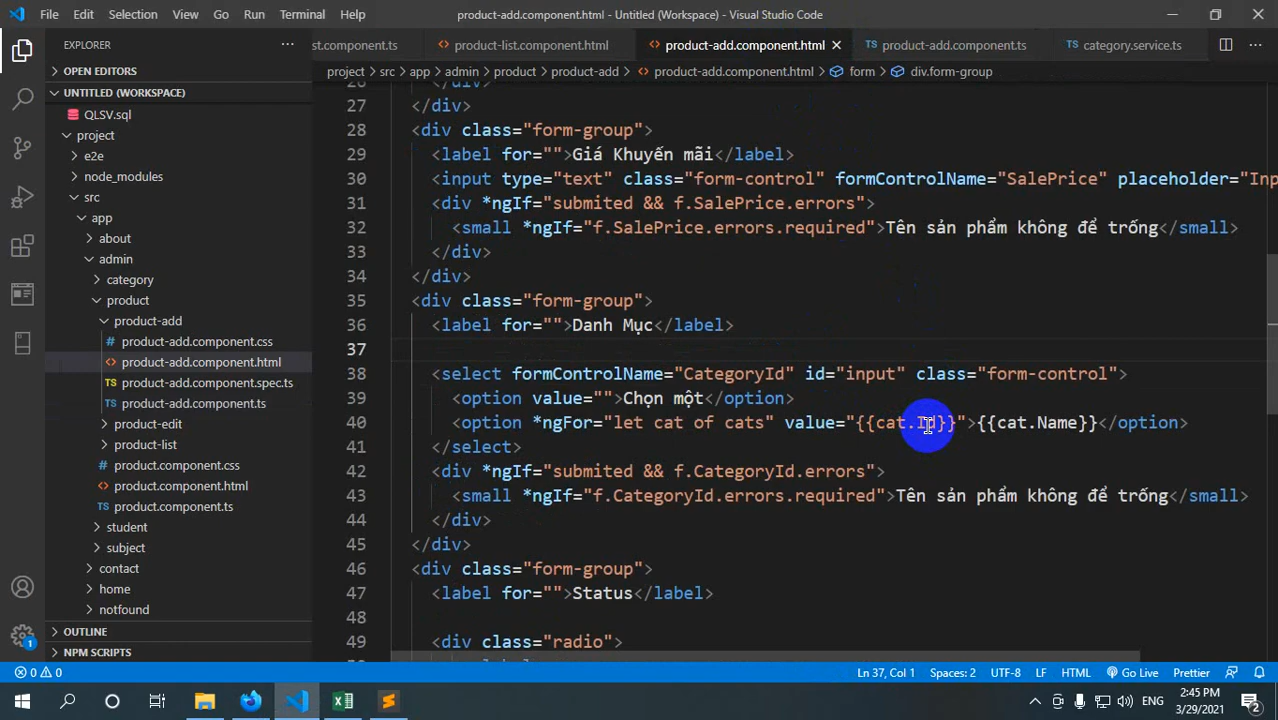 File Edit Selection View Go Run Terminal Help
product-add.component.html - Untitled (Workspace) - Visual Studio Code
EXPLORER
st.component.ts
product-list.component.html
product-add.component.html
product-add.component.ts
category.service.ts
project > src > app > admin > product > product-add > product-add.component.html > form > div.form-group
OPEN EDITORS
UNTITLED (WORKSPACE)
QLSV.sql
project
e2e
node_modules
src
app
about
admin
category
product
product-add
product-add.component.css
product-add.component.html
product-add.component.spec.ts
product-add.component.ts
product-edit
product-list
product.component.css
product.component.html
product.component.ts
student
subject
contact
home
notfound
OUTLINE
NPM SCRIPTS
26 </div>
27 </div>
28 <div class="form-group">
29 <label for="">Giá Khuyến mãi</label>
30 <input type="text" class="form-control" formControlName="SalePrice" placeholder="Inp
31 <div *ngIf="submited && f.SalePrice.errors">
32 <small *ngIf="f.SalePrice.errors.required">Tên sản phẩm không để trống</small>
33 </div>
34 </div>
35 <div class="form-group">
36 <label for="">Danh Mục</label>
37
38 <select formControlName="CategoryId" id="input" class="form-control">
39 <option value="">Chọn một</option>
40 <option *ngFor="let cat of cats" value="{{cat.Id}}">{{cat.Name}}</option>
41 </select>
42 <div *ngIf="submited && f.CategoryId.errors">
43 <small *ngIf="f.CategoryId.errors.required">Tên sản phẩm không để trống</small>
44 </div>
45 </div>
46 <div class="form-group">
47 <label for="">Status</label>
48
49 <div class="radio">
0 0
Ln 37, Col 1 Spaces: 2 UTF-8 LF HTML Go Live Prettier
1
ENG
2:45 PM
3/29/2021
2